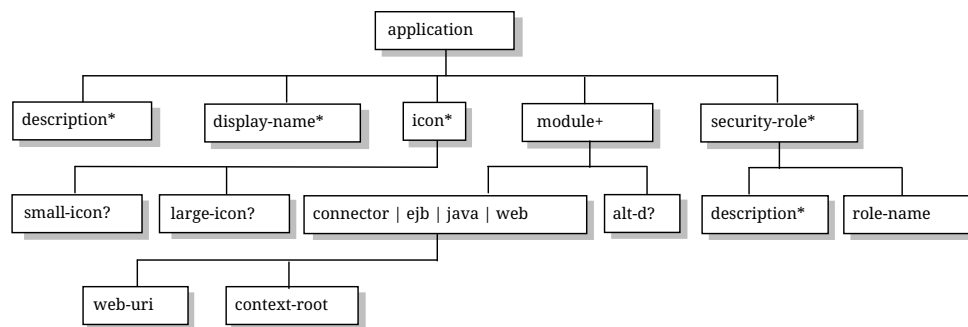 application
description*
display-name*
icon*
module+
security-role*
small-icon?
large-icon?
connector | ejb | java | web
alt-d?
description*
role-name
web-uri
context-root